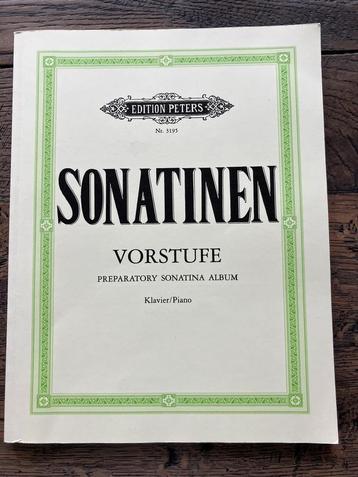 EDITION PETERS
Nr. 3195
SONATINEN
VORSTUFE
PREPARATORY SONATINA ALBUM
Klavier/Piano